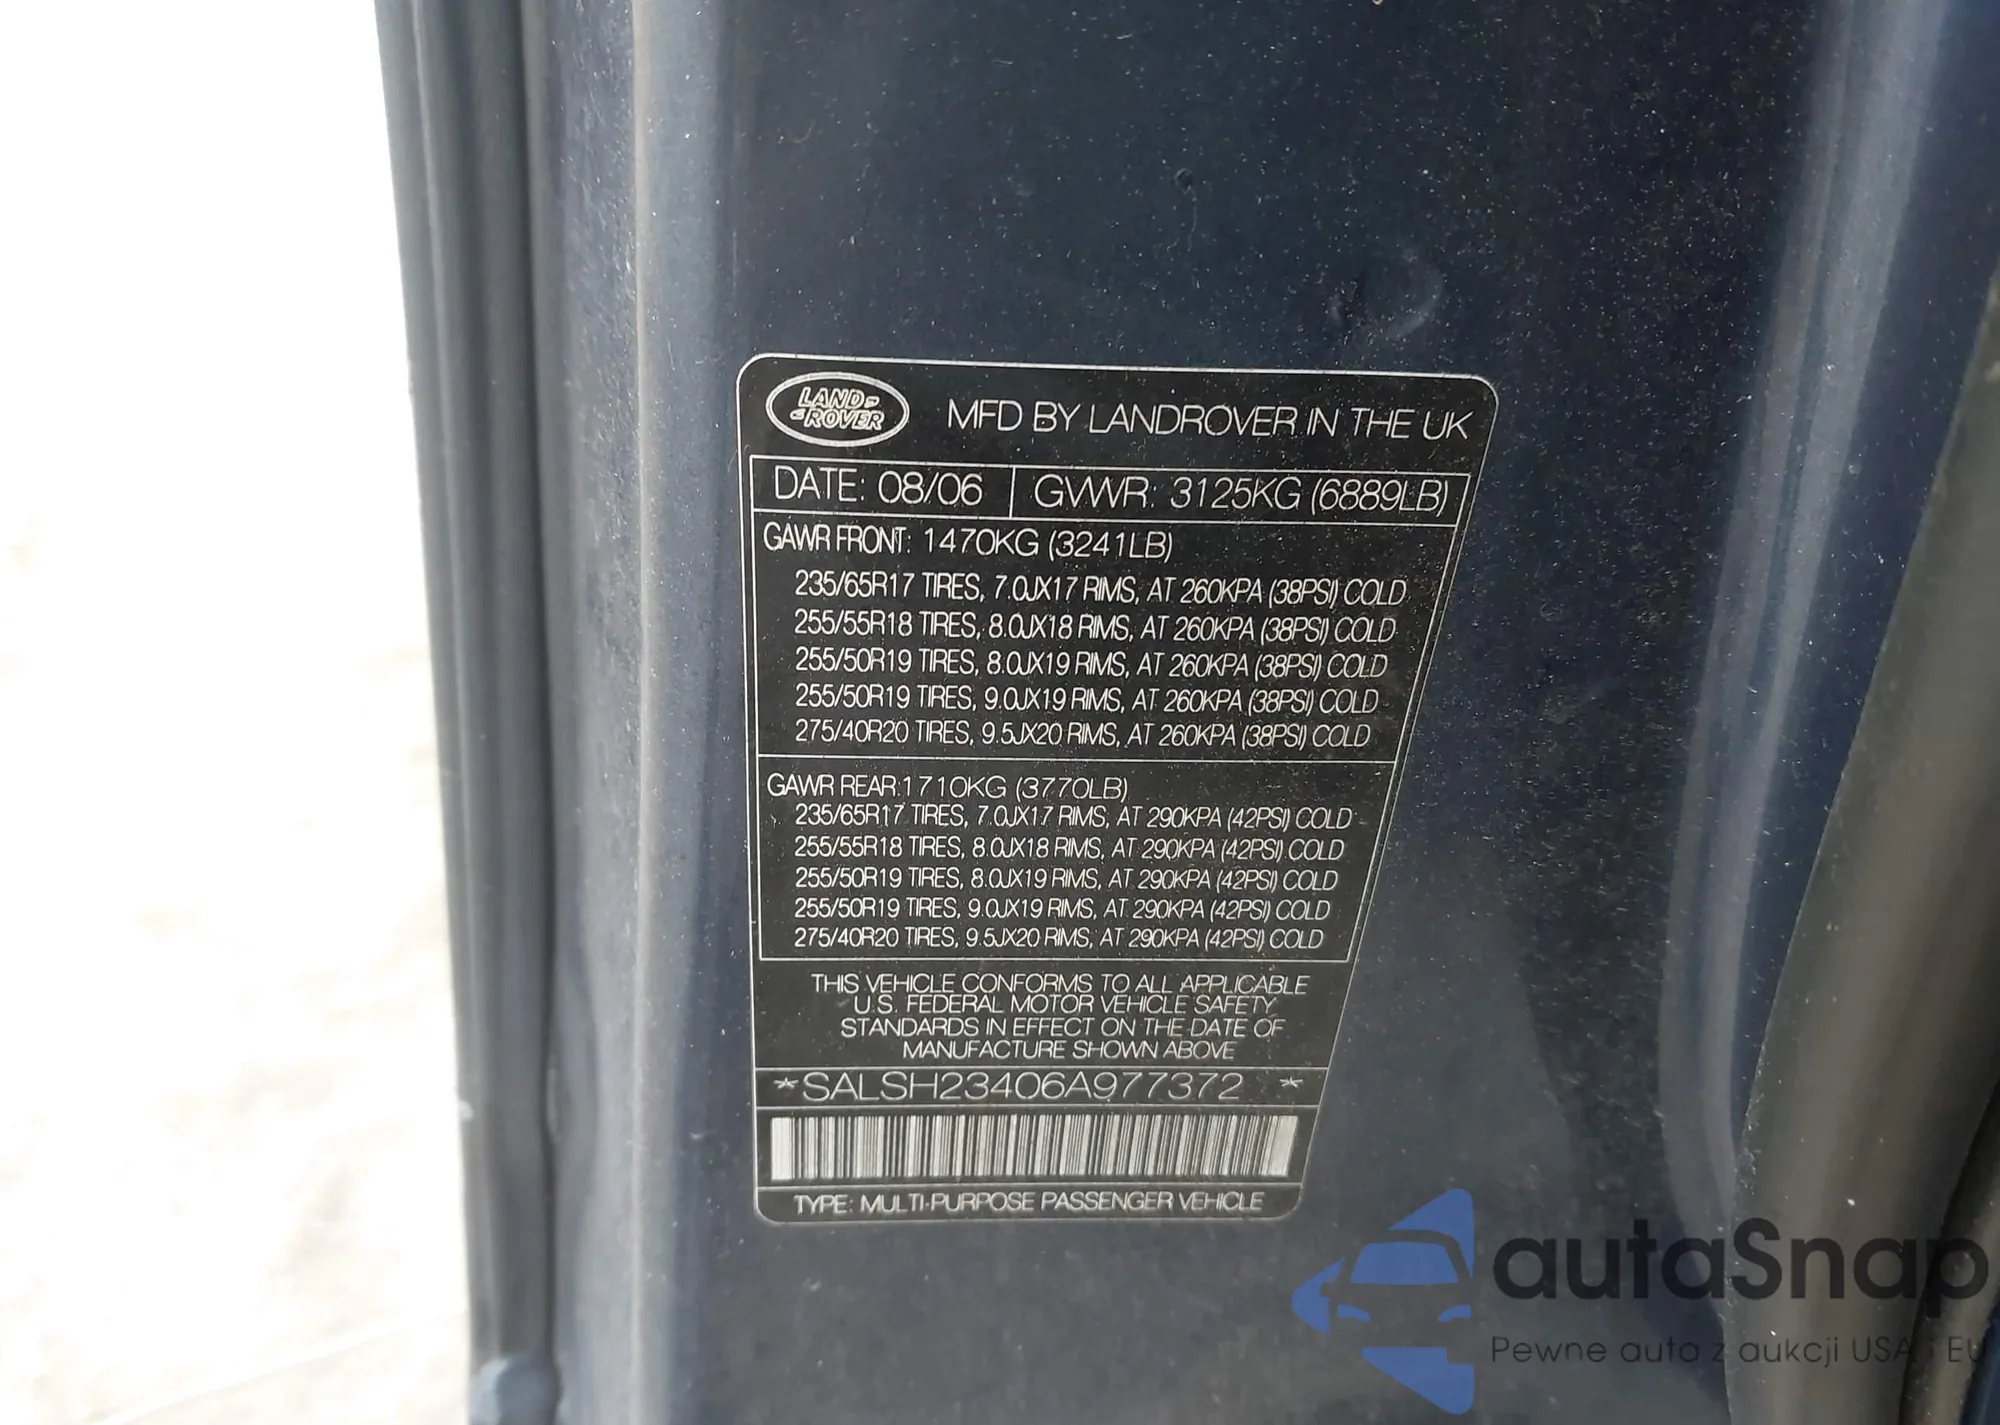 LAND
ROVER
MFD BY LANDROVER IN THE UK
DATE: 08/06 GVWR: 3125KG (6889LB)
GAWR FRONT: 1470KG (3241LB)
235/65R17 TIRES, 7.0JX17 RIMS, AT 260KPA (38PSI) COLD
255/55R18 TIRES, 8.0JX18 RIMS, AT 260KPA (38PSI) COLD
255/50R19 TIRES, 8.0JX19 RIMS, AT 260KPA (38PSI) COLD
255/50R19 TIRES, 9.0JX19 RIMS, AT 260KPA (38PSI) COLD
275/40R20 TIRES, 9.5JX20 RIMS, AT 260KPA (38PSI) COLD
GAWR REAR:1710KG (3770LB)
235/65R17 TIRES, 7.0JX17 RIMS, AT 290KPA (42PSI) COLD
255/55R18 TIRES, 8.0JX18 RIMS, AT 290KPA (42PSI) COLD
255/50R19 TIRES, 8.0JX19 RIMS, AT 290KPA (42PSI) COLD
255/50R19 TIRES, 9.0JX19 RIMS, AT 290KPA (42PSI) COLD
275/40R20 TIRES, 9.5JX20 RIMS, AT 290KPA (42PSI) COLD
THIS VEHICLE CONFORMS TO ALL APPLICABLE
U.S. FEDERAL MOTOR VEHICLE SAFETY
STANDARDS IN EFFECT ON THE DATE OF
MANUFACTURE SHOWN ABOVE
*SALSH23406A977372 *
TYPE: MULTI-PURPOSE PASSENGER VEHICLE
autaSnap
Pewne auta z aukcji USA i EU